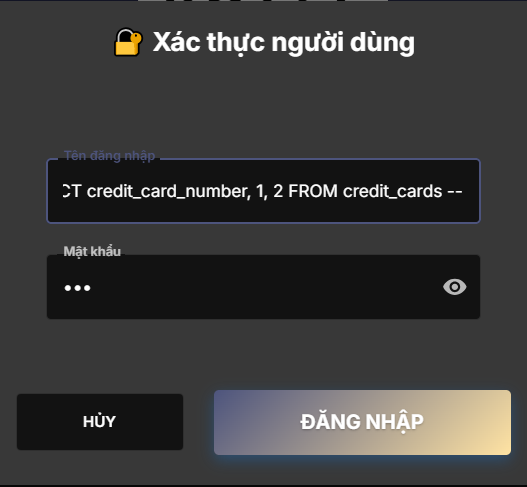 Xác thực người dùng
Tên đăng nhập
CT credit_card_number, 1, 2 FROM credit_cards --
Mật khẩu
HỦY
ĐĂNG NHẬP